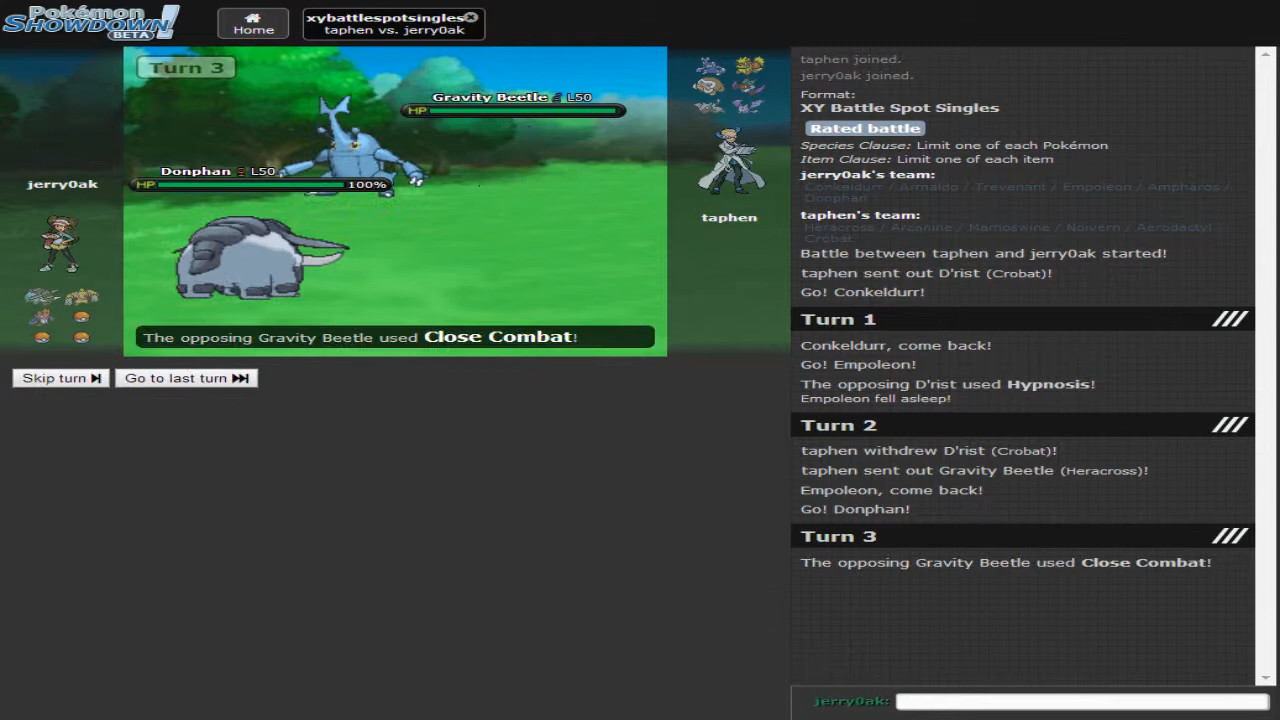 Pokémon
SHOWDOWN!
BETA
Home
xybattlespotsingles
taphen vs. jerry0ak
Turn 3
Gravity Beetle L50
HP
Donphan L50
HP 100%
jerry0ak
taphen
The opposing Gravity Beetle used Close Combat!
Skip turn
Go to last turn
taphen joined.
jerry0ak joined.
Format:
XY Battle Spot Singles
Rated battle
Species Clause: Limit one of each Pokémon
Item Clause: Limit one of each item
jerry0ak's team:
Conkeldurr / Armaldo / Trevenant / Empoleon / Ampharos /
Donphan
taphen's team:
Heracross / Arcanine / Mamoswine / Noivern / Aerodactyl
Crobat
Battle between taphen and jerry0ak started!
taphen sent out D'rist (Crobat)!
Go! Conkeldurr!
Turn 1
Conkeldurr, come back!
Go! Empoleon!
The opposing D'rist used Hypnosis!
Empoleon fell asleep!
Turn 2
taphen withdrew D'rist (Crobat)!
taphen sent out Gravity Beetle (Heracross)!
Empoleon, come back!
Go! Donphan!
Turn 3
The opposing Gravity Beetle used Close Combat!
jerry0ak: